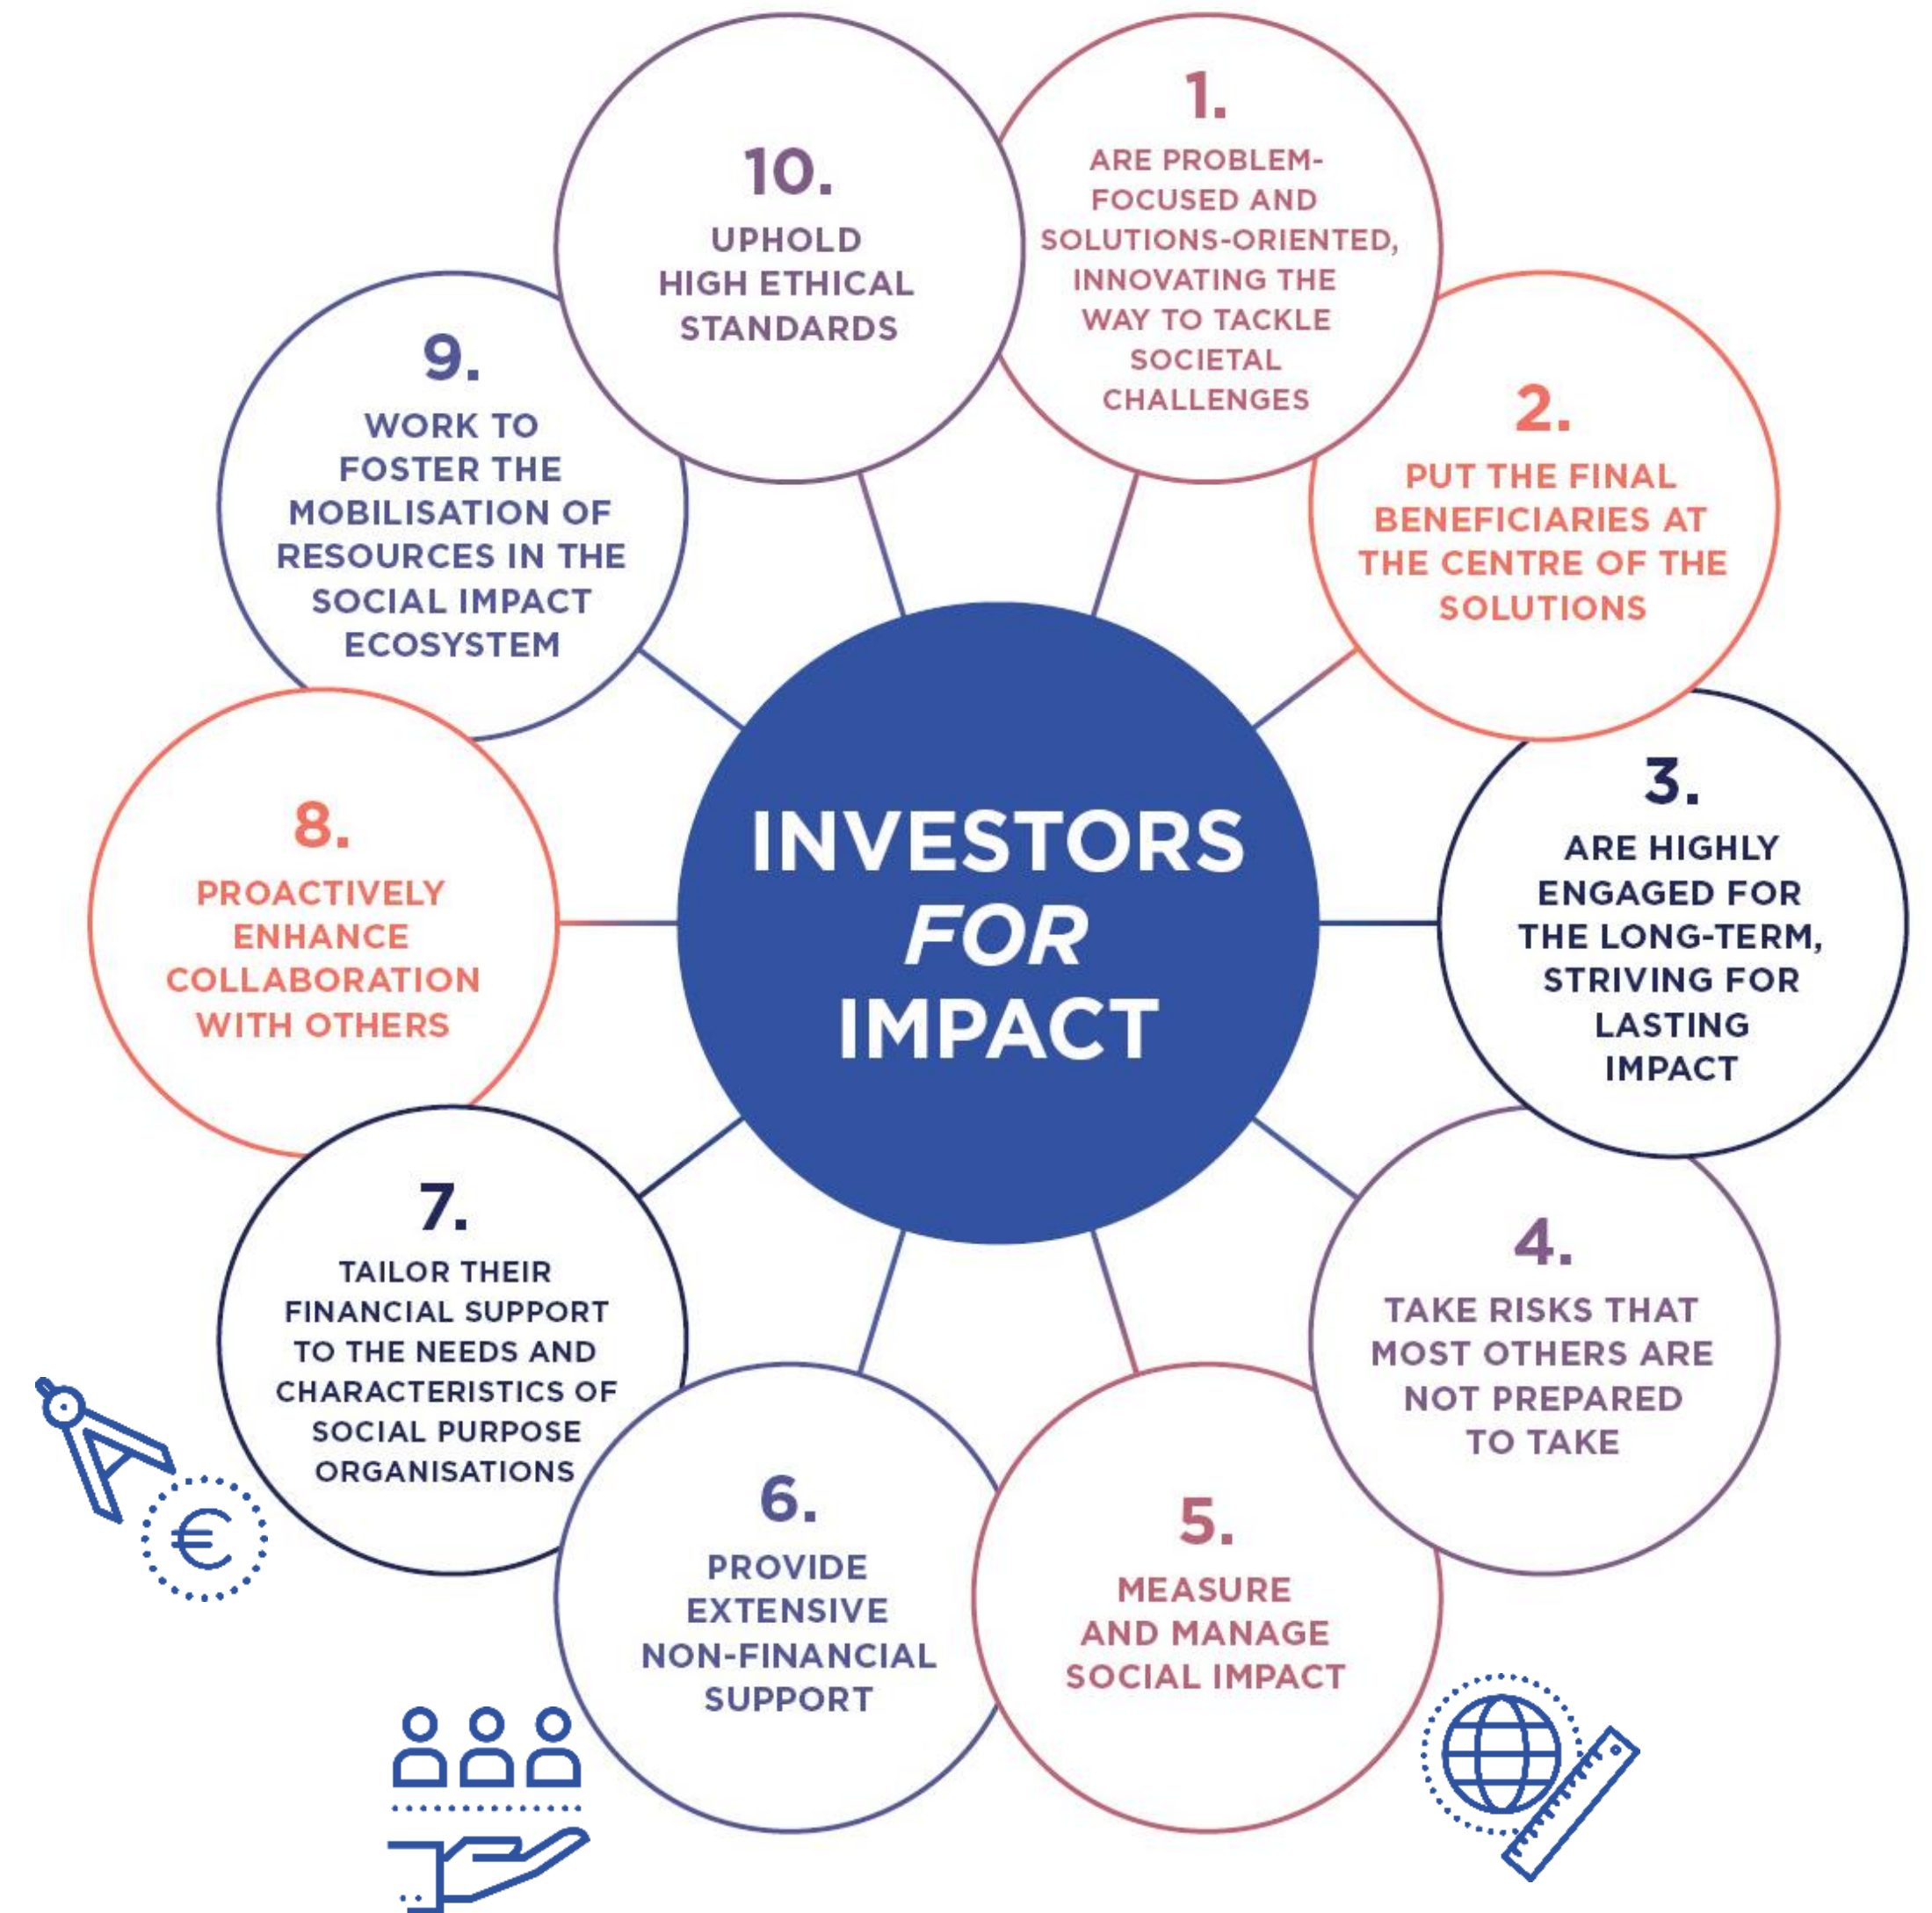 INVESTORS
FOR
IMPACT
1.
ARE PROBLEM-
FOCUSED AND
SOLUTIONS-ORIENTED,
INNOVATING THE
WAY TO TACKLE
SOCIETAL
CHALLENGES
2.
PUT THE FINAL
BENEFICIARIES AT
THE CENTRE OF THE
SOLUTIONS
3.
ARE HIGHLY
ENGAGED FOR
THE LONG-TERM,
STRIVING FOR
LASTING
IMPACT
4.
TAKE RISKS THAT
MOST OTHERS ARE
NOT PREPARED
TO TAKE
5.
MEASURE
AND MANAGE
SOCIAL IMPACT
6.
PROVIDE
EXTENSIVE
NON-FINANCIAL
SUPPORT
7.
TAILOR THEIR
FINANCIAL SUPPORT
TO THE NEEDS AND
CHARACTERISTICS OF
SOCIAL PURPOSE
ORGANISATIONS
€
8.
PROACTIVELY
ENHANCE
COLLABORATION
WITH OTHERS
9.
WORK TO
FOSTER THE
MOBILISATION OF
RESOURCES IN THE
SOCIAL IMPACT
ECOSYSTEM
10.
UPHOLD
HIGH ETHICAL
STANDARDS